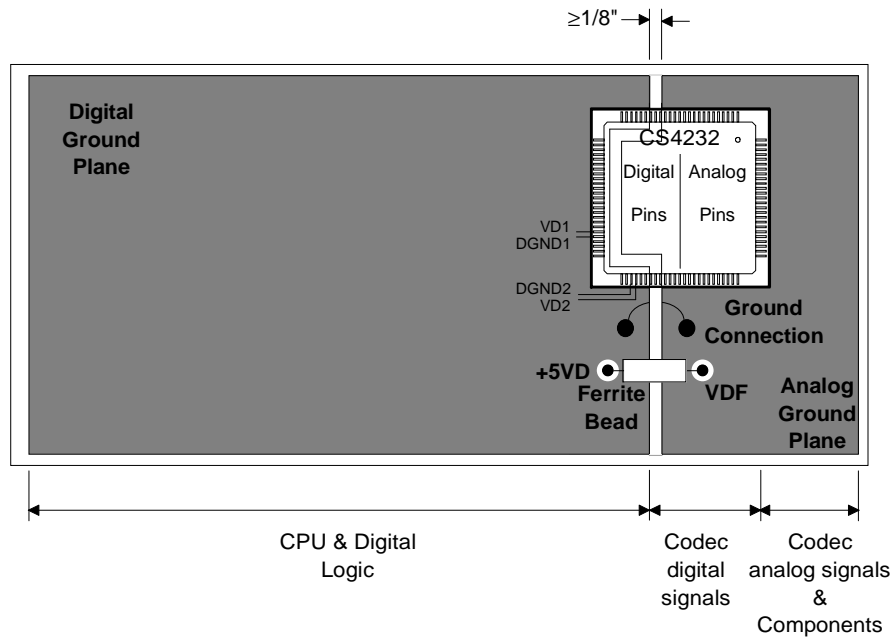 ≥1/8"
Digital
Ground
Plane
CS4232
Digital
Pins
Analog
Pins
VD1
DGND1
DGND2
VD2
Ground
Connection
+5VD
Ferrite
Bead
VDF
Analog
Ground
Plane
CPU & Digital
Logic
Codec
digital
signals
Codec
analog signals
&
Components